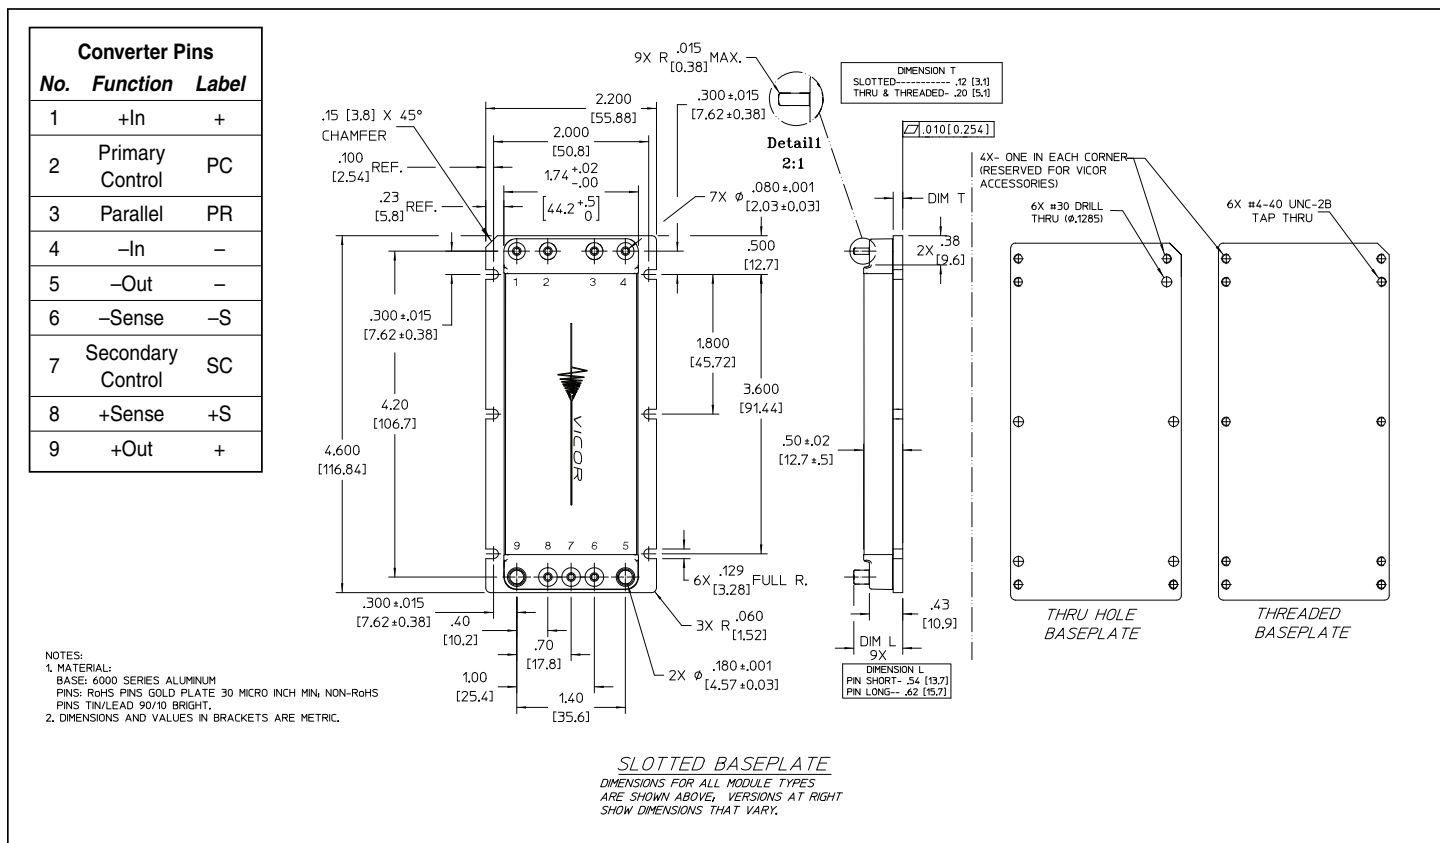 Converter Pins
No. Function Label
1 +In +
2 Primary Control PC
3 Parallel PR
4 –In –
5 –Out –
6 –Sense –S
7 Secondary Control SC
8 +Sense +S
9 +Out +
9X R .015 [0.38] MAX.
DIMENSION T
SLOTTED---------- .12 [3.1]
THRU & THREADED- .20 [5.1]
2.200
[55.88]
.300 ±.015
[7.62 ±0.38]
.15 [3.8] X 45°
CHAMFER
2.000
[50.8]
Detail1
2:1
.010[0.254]
.100
[2.54] REF.
1.74 +.02 -.00
[44.2 +.5 0]
.23
[5.8] REF.
7X ø .080 ±.001
[2.03 ±0.03]
DIM T
4X- ONE IN EACH CORNER
(RESERVED FOR VICOR
ACCESSORIES)
6X #30 DRILL
THRU (ø.1285)
6X #4-40 UNC-2B
TAP THRU
.500
[12.7]
2X .38
[9.6]
1 2 3 4
.300 ±.015
[7.62 ±0.38]
1.800
[45.72]
3.600
[91.44]
4.20
[106.7]
VICOR
4.600
[116.84]
.50 ±.02
[12.7 ±.5]
9 8 7 6 5
6X .129
[3.28] FULL R.
.300 ±.015
[7.62 ±0.38]
.40
[10.2]
3X R .060
[1.52]
.43
[10.9]
.70
[17.8]
DIM L
9X
1.00
[25.4]
2X ø .180 ±.001
[4.57 ±0.03]
1.40
[35.6]
DIMENSION L
PIN SHORT- .54 [13.7]
PIN LONG-- .62 [15.7]
THRU HOLE
BASEPLATE
THREADED
BASEPLATE
NOTES:
1. MATERIAL:
BASE: 6000 SERIES ALUMINUM
PINS: RoHS PINS GOLD PLATE 30 MICRO INCH MIN; NON-RoHS
PINS TIN/LEAD 90/10 BRIGHT.
2. DIMENSIONS AND VALUES IN BRACKETS ARE METRIC.
SLOTTED BASEPLATE
DIMENSIONS FOR ALL MODULE TYPES
ARE SHOWN ABOVE; VERSIONS AT RIGHT
SHOW DIMENSIONS THAT VARY.